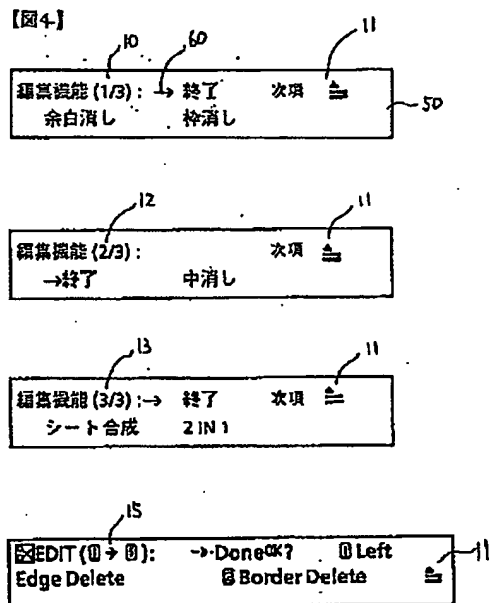 【図4】
10 60 11
編集機能 (1/3) : → 終了 次項
余白消し 枠消し
50
12 11
編集機能 (2/3) : 次項
→終了 中消し
13 11
編集機能 (3/3) :→ 終了 次項
シート合成 2 IN 1
15
EDIT ( → ): →Done OK? Left
11
Edge Delete Border Delete